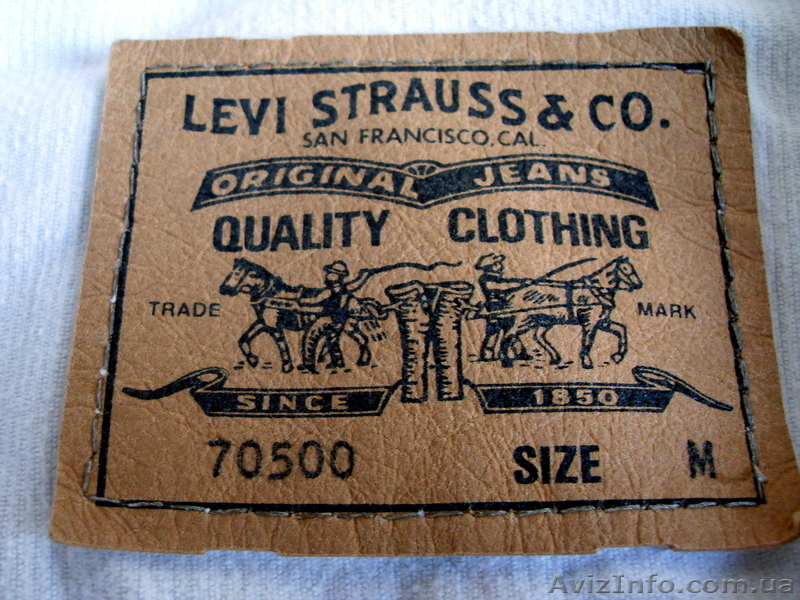 LEVI STRAUSS & CO.
SAN FRANCISCO, CAL.
ORIGINAL JEANS
QUALITY CLOTHING
TRADE MARK
SINCE 1850
70500 SIZE M
AvizInfo.com.ua